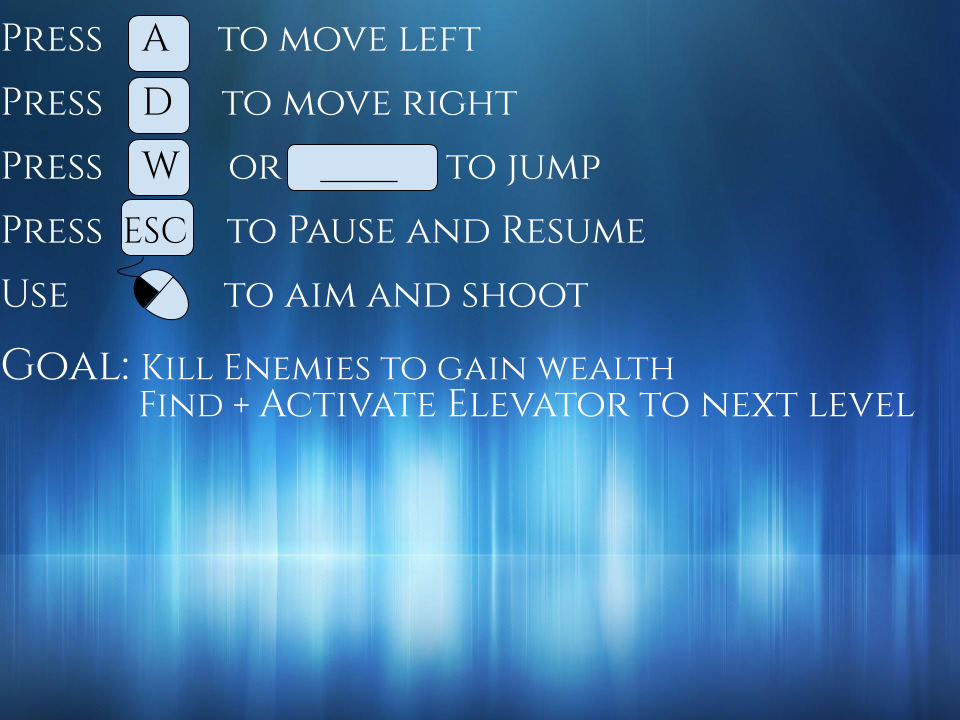 Press A to move left
Press D to move right
Press W or ____ to jump
Press ESC to Pause and Resume
Use to aim and shoot
Goal: Kill Enemies to gain wealth
Find + Activate Elevator to next level